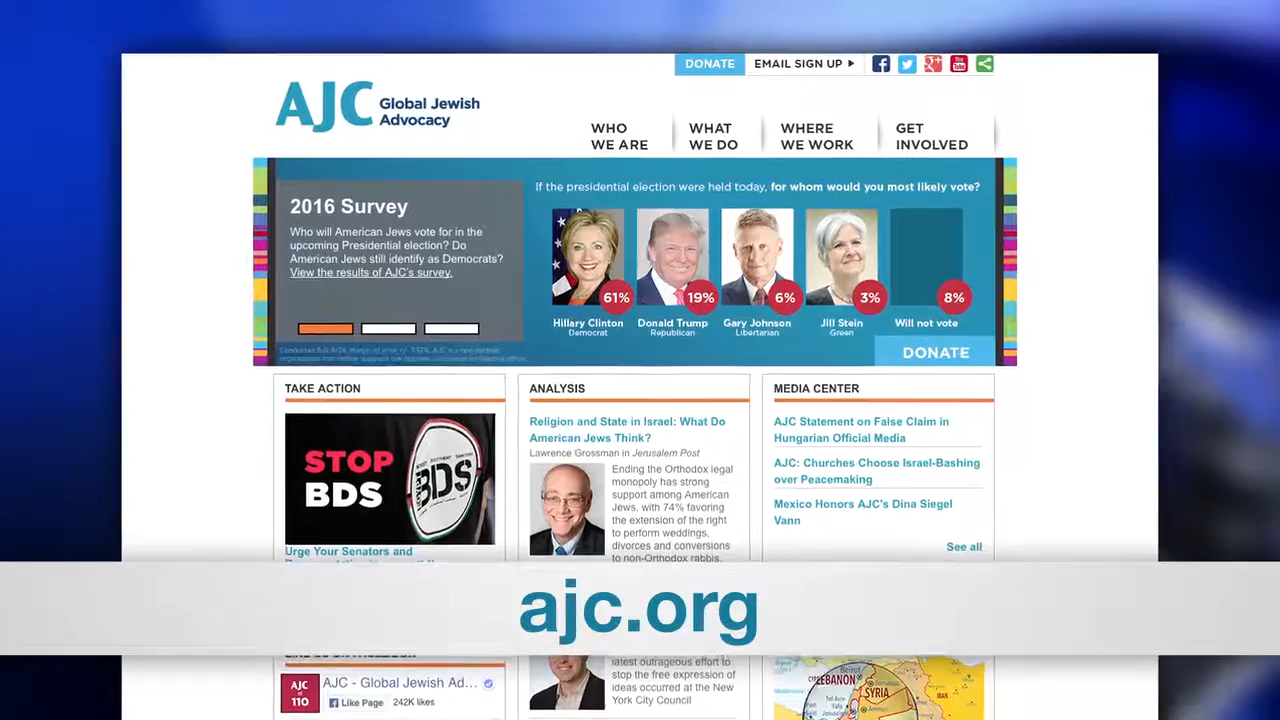 DONATE
EMAIL SIGN UP
AJC Global Jewish
Advocacy
WHO
WE ARE
WHAT
WE DO
WHERE
WE WORK
GET
INVOLVED
2016 Survey
Who will American Jews vote for in the
upcoming Presidential election? Do
American Jews still identify as Democrats?
View the results of AJC's survey.
If the presidential election were held today, for whom would you most likely vote?
61%
19%
6%
3%
8%
Hillary Clinton
Democrat
Donald Trump
Republican
Gary Johnson
Libertarian
Jill Stein
Green
Will not vote
DONATE
TAKE ACTION
STOP
BDS
BDS
Urge Your Senators and
ANALYSIS
Religion and State in Israel: What Do
American Jews Think?
Lawrence Grossman in Jerusalem Post
Ending the Orthodox legal
monopoly has strong
support among American
Jews, with 74% favoring
the extension of the right
to perform weddings,
divorces and conversions
to non-Orthodox rabbis.
MEDIA CENTER
AJC Statement on False Claim in
Hungarian Official Media
AJC: Churches Choose Israel-Bashing
over Peacemaking
Mexico Honors AJC's Dina Siegel
Vann
See all
ajc.org
AJC
at
110
AJC - Global Jewish Ad...
Like Page
242K likes
latest outrageous effort to
stop the free expression of
ideas occurred at the New
York City Council
Beirut
LEBANON
Damascus
SYRIA
IRAN
Amman